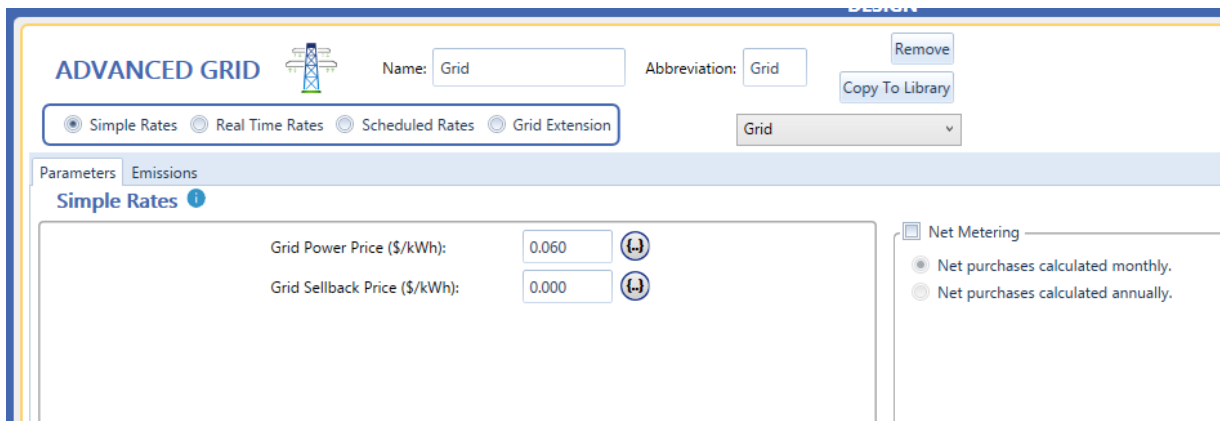 DESIGN
ADVANCED GRID Name: Grid Abbreviation: Grid Remove
Copy To Library
Simple Rates Real Time Rates Scheduled Rates Grid Extension Grid
Parameters Emissions
Simple Rates i
Grid Power Price ($/kWh): 0.060 {..}
Grid Sellback Price ($/kWh): 0.000 {..}
Net Metering
Net purchases calculated monthly.
Net purchases calculated annually.